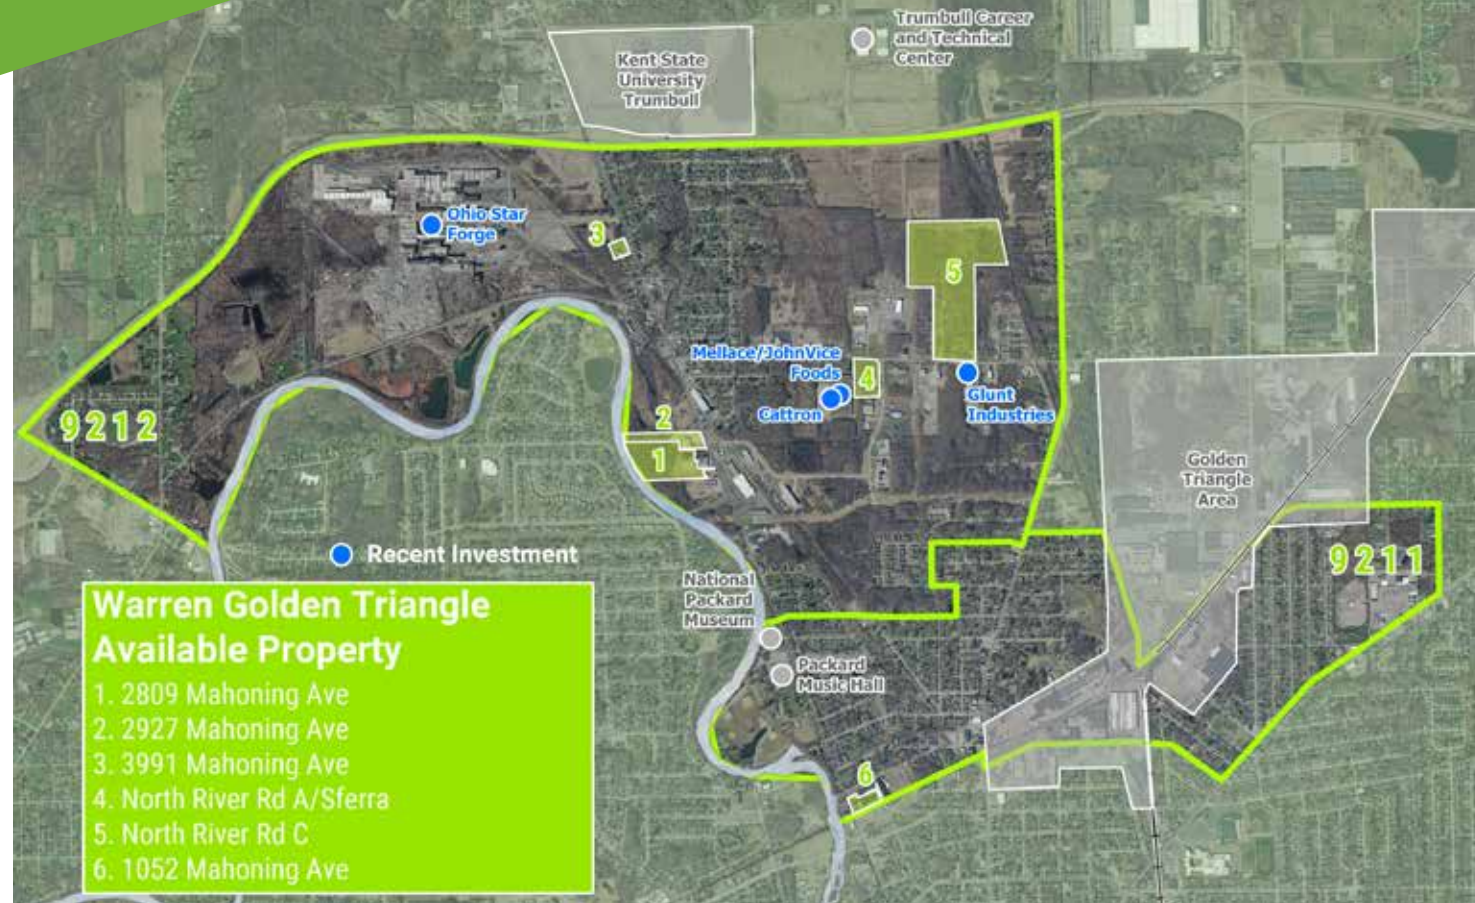 Trumbull Career
and Technical
Center
Kent State
University
Trumbull
Ohio Star
Forge
3
5
Mellace/JohnVice
Foods
4
Cattron
Glunt
Industries
9212
2
1
Golden
Triangle
Area
Recent Investment
9211
National
Packard
Museum
Packard
Music Hall
6
Warren Golden Triangle
Available Property
1. 2809 Mahoning Ave
2. 2927 Mahoning Ave
3. 3991 Mahoning Ave
4. North River Rd A/Sferra
5. North River Rd C
6. 1052 Mahoning Ave